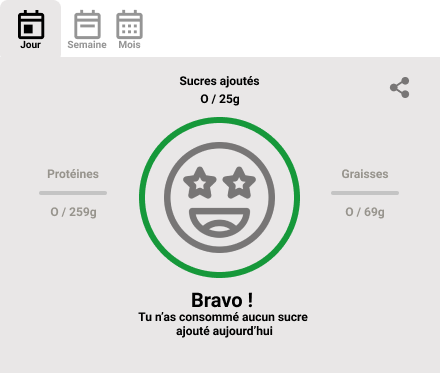 Jour
Semaine
Mois
Sucres ajoutés
O / 25g
Protéines
O / 259g
Graisses
O / 69g
Bravo !
Tu n’as consommé aucun sucre
ajouté aujourd’hui